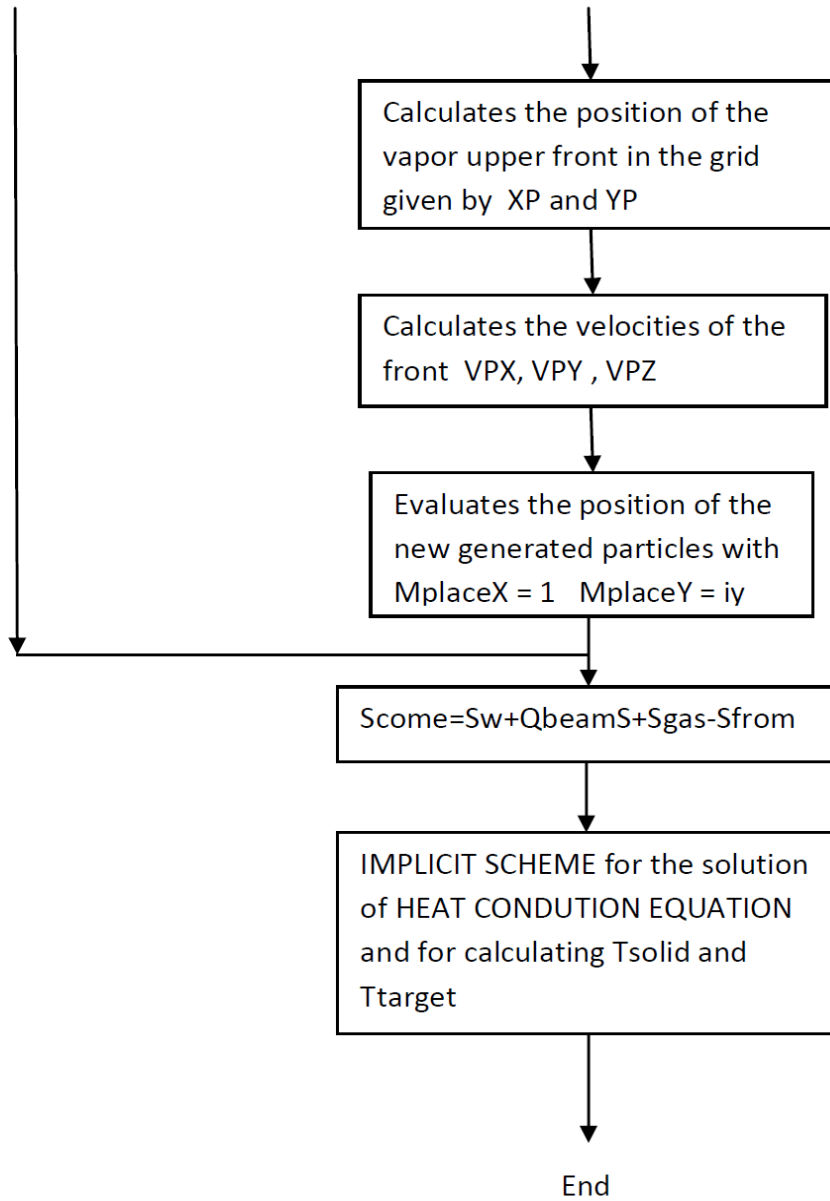 Calculates the position of the
vapor upper front in the grid
given by  XP and YP
Calculates the velocities of the
front  VPX, VPY , VPZ
Evaluates the position of the
new generated particles with
MplaceX = 1   MplaceY = iy
Scome=Sw+QbeamS+Sgas-Sfrom
IMPLICIT SCHEME for the solution
of HEAT CONDUTION EQUATION
and for calculating Tsolid and
Ttarget
End